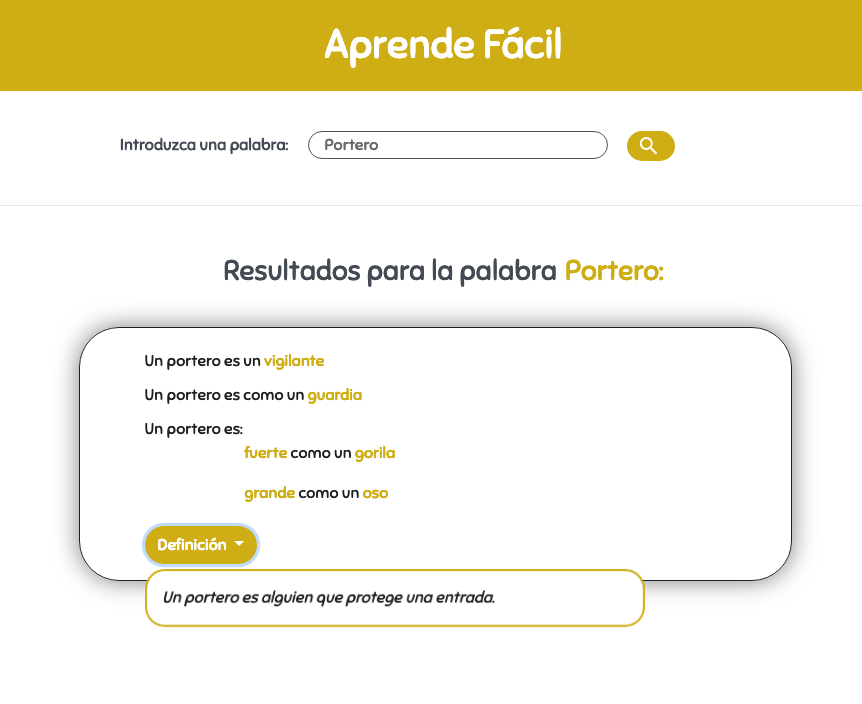 Aprende Fácil
Introduzca una palabra: Portero
Resultados para la palabra Portero:
Un portero es un vigilante
Un portero es como un guardia
Un portero es:
fuerte como un gorila
grande como un oso
Definición
Un portero es alguien que protege una entrada.